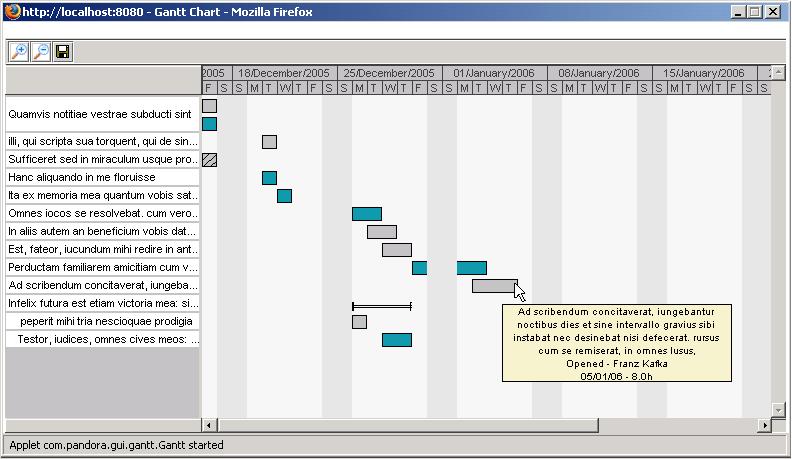 http://localhost:8080 - Gantt Chart - Mozilla Firefox
2005 18/December/2005 25/December/2005 01/January/2006 08/January/2006 15/January/2006 2
F S S M T W T F S S M T W T F S S M T W T F S S M T W T F S S M T W T F S S
Quamvis notitiae vestrae subducti sint
illi, qui scripta sua torquent, qui de sin...
Sufficeret sed in miraculum usque pro...
Hanc aliquando in me floruisse
Ita ex memoria mea quantum vobis sat...
Omnes iocos se resolvebat. cum vero...
In aliis autem an beneficium vobis dat...
Est, fateor, iucundum mihi redire in ant...
Perductam familiarem amicitiam cum v...
Ad scribendum concitaverat, iungeba...
Infelix futura est etiam victoria mea: si...
peperit mihi tria nescioquae prodigia
Testor, iudices, omnes cives meos: ...
Ad scribendum concitaverat, iungebantur
noctibus dies et sine intervallo gravius sibi
instabat nec desinebat nisi defecerat. rursus
cum se remiserat, in omnes lusus,
Opened - Franz Kafka
05/01/06 - 8.0h
Applet com.pandora.gui.gantt.Gantt started